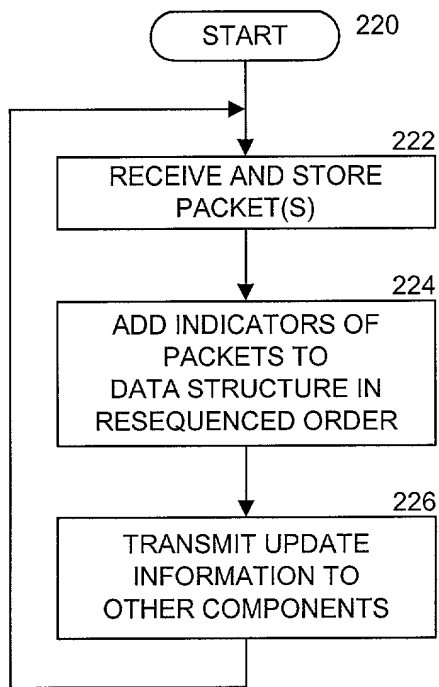 START
220
222
RECEIVE AND STORE
PACKET(S)
224
ADD INDICATORS OF
PACKETS TO
DATA STRUCTURE IN
RESEQUENCED ORDER
226
TRANSMIT UPDATE
INFORMATION TO
OTHER COMPONENTS